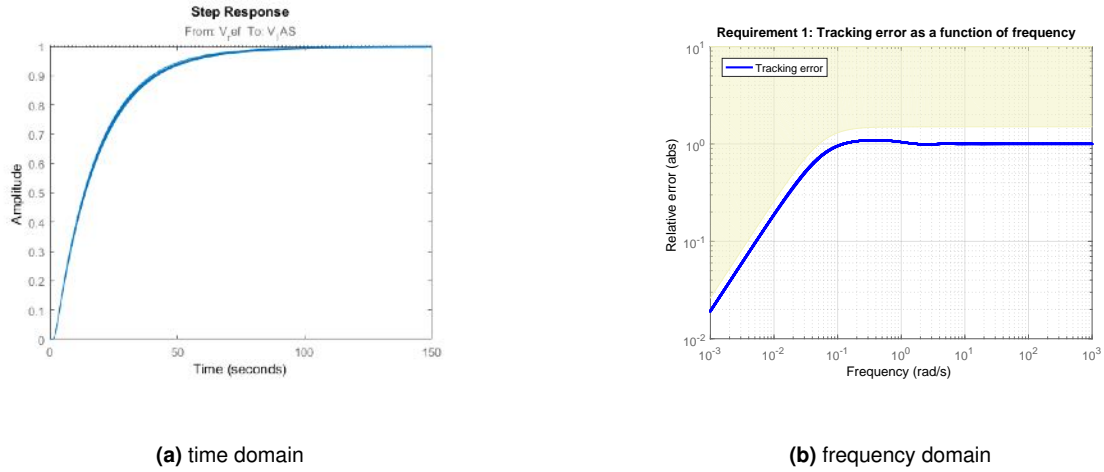 Step Response
From: V_ref To: V_IAS
Amplitude
1
0.9
0.8
0.7
0.6
0.5
0.4
0.3
0.2
0.1
0
0
50
100
150
Time (seconds)
(a) time domain
Requirement 1: Tracking error as a function of frequency
Tracking error
Relative error (abs)
10^1
10^0
10^-1
10^-2
10^-3
10^-2
10^-1
10^0
10^1
10^2
10^3
Frequency (rad/s)
(b) frequency domain